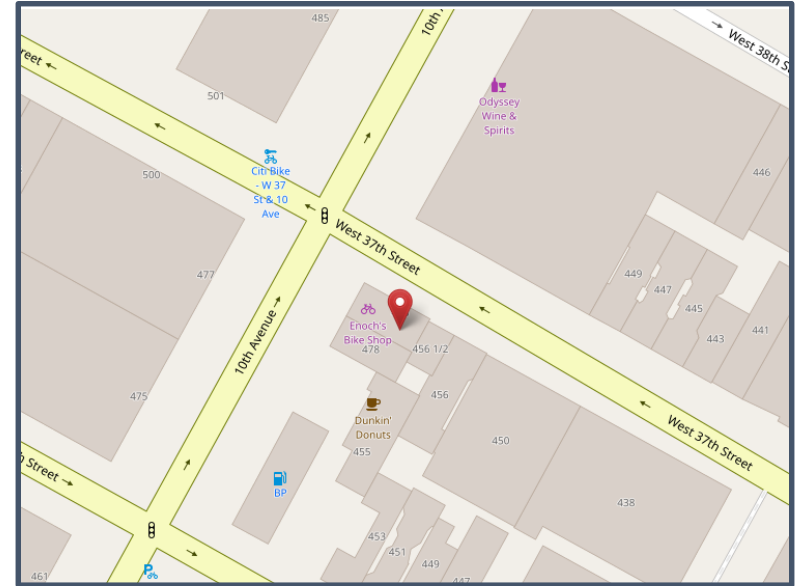 485
10th
West 38th S
reet
501
Odyssey
Wine &
Spirits
500
Citi Bike
- W 37
St & 10
Ave
446
West 37th Street
477
449
447
445
443
441
10th Avenue
Enoch's
Bike Shop
478
456 1/2
475
456
Dunkin'
Donuts
455
450
West 37th Street
h Street
BP
438
453
451
449
447
461
P